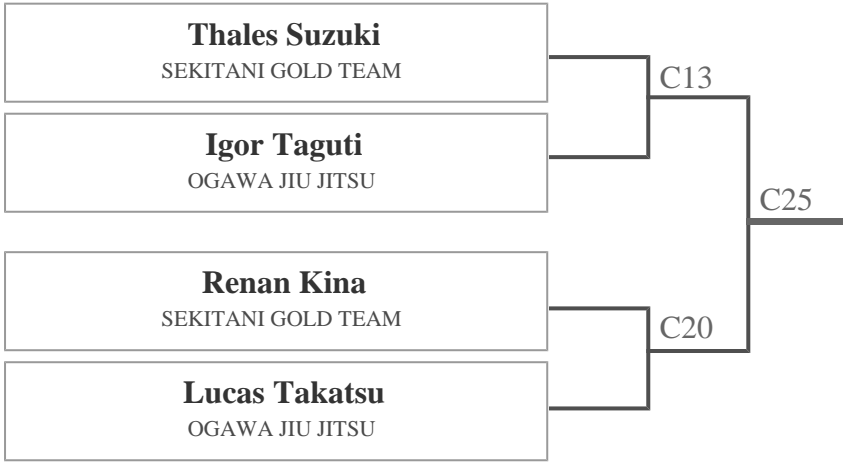 Thales Suzuki
SEKITANI GOLD TEAM
C13
Igor Taguti
OGAWA JIU JITSU
C25
Renan Kina
SEKITANI GOLD TEAM
C20
Lucas Takatsu
OGAWA JIU JITSU